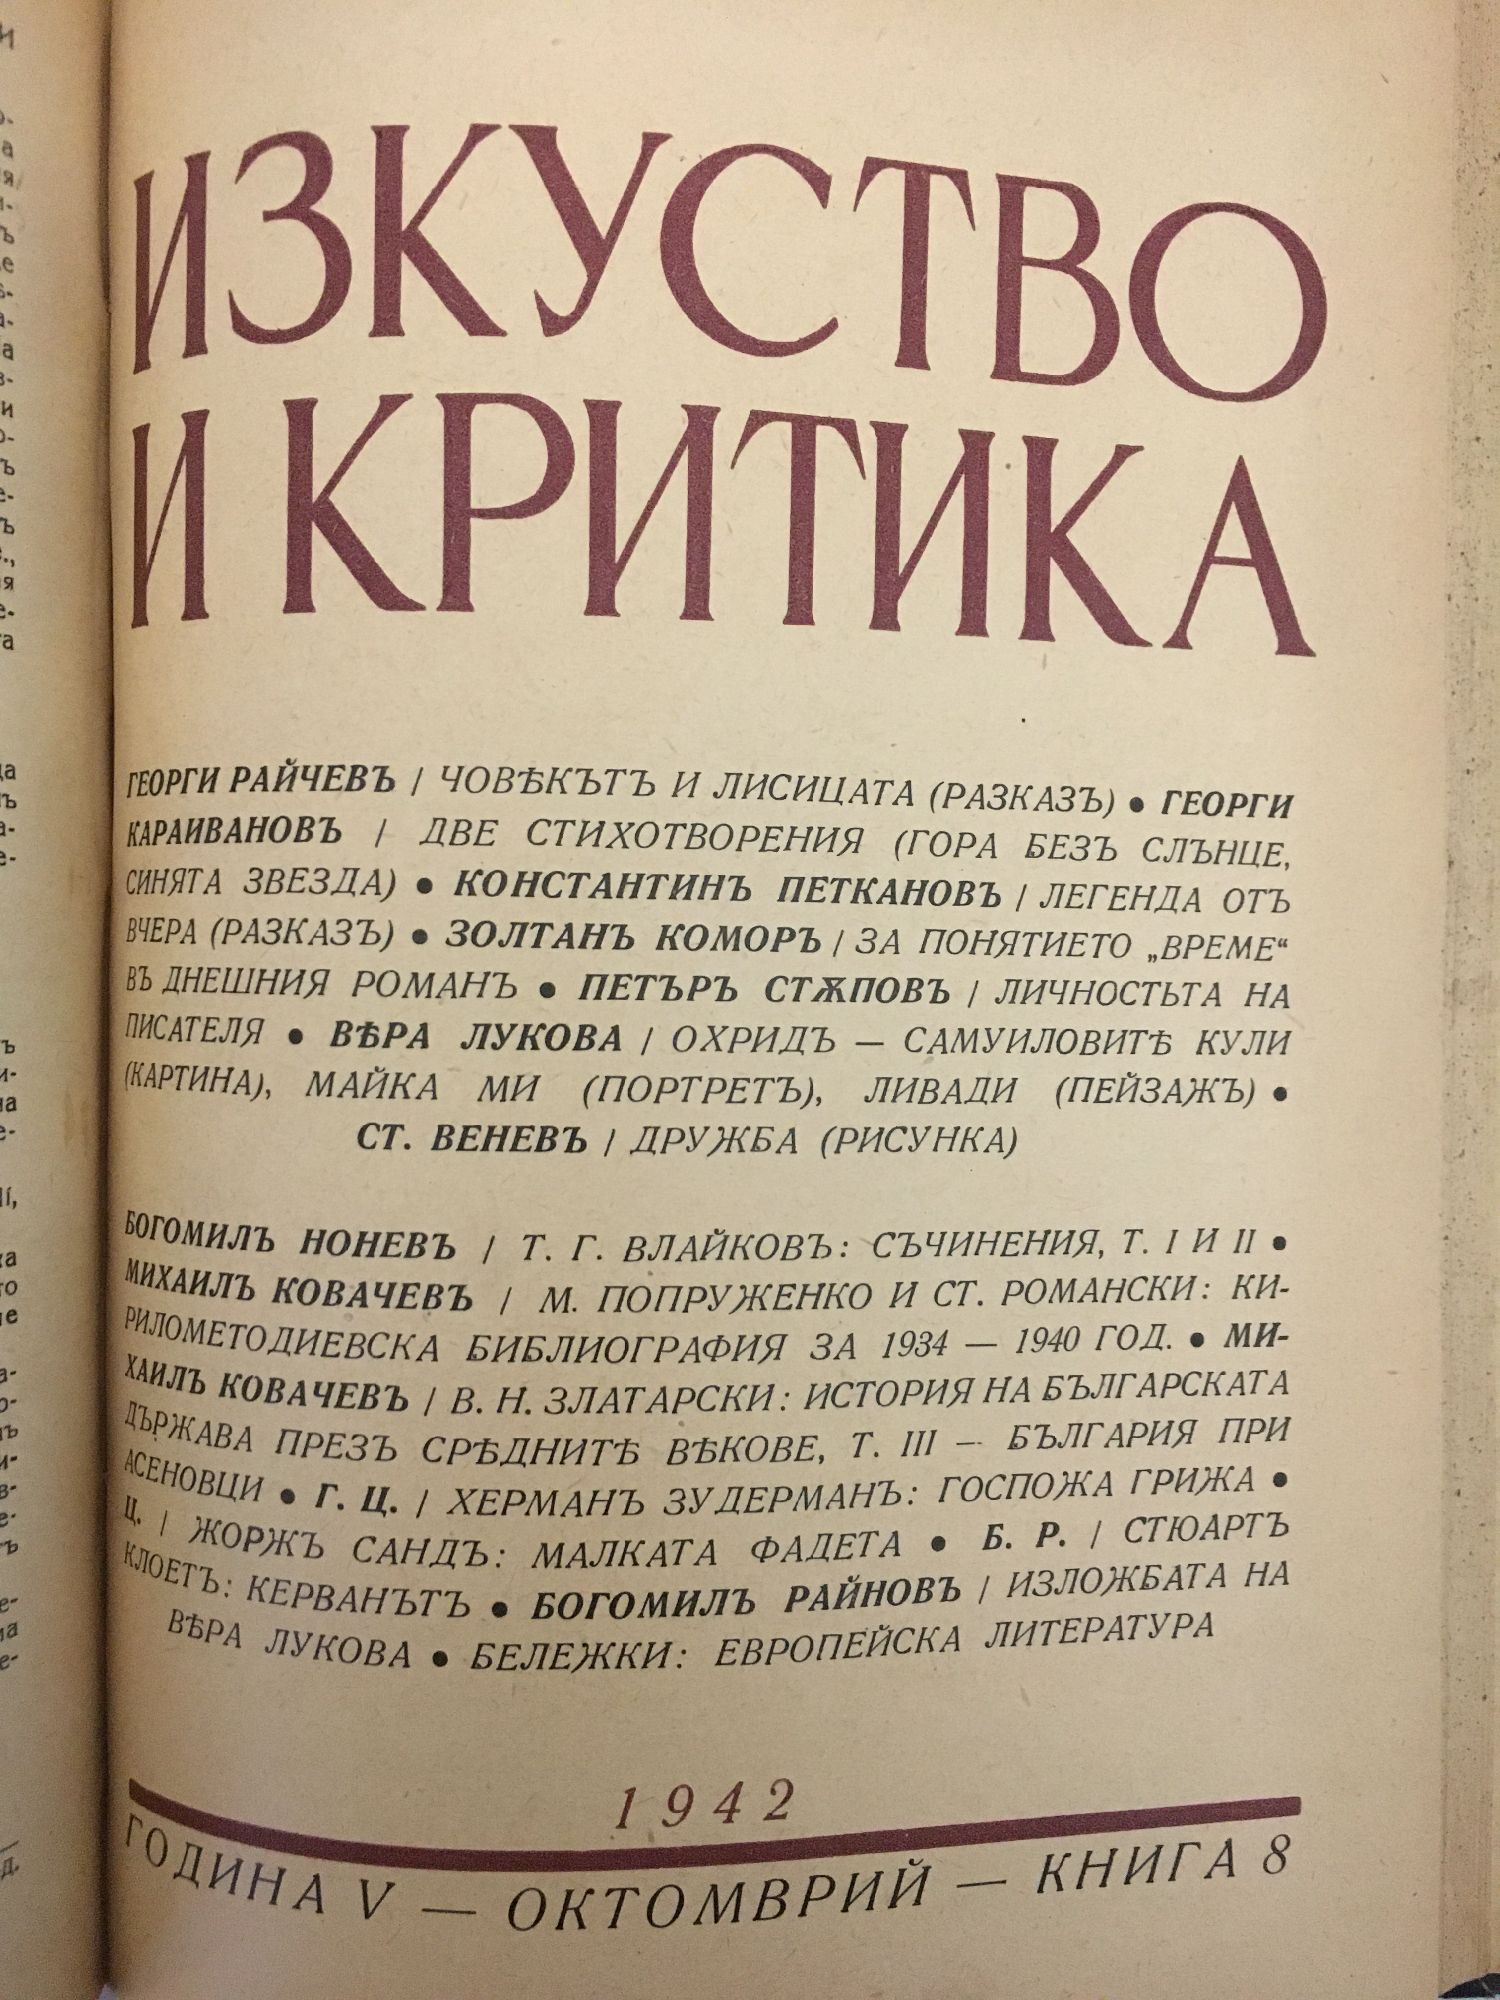 ИЗКУСТВО
И КРИТИКА
ГЕОРГИ РАЙЧЕВЪ / ЧОВѢКЪТЪ И ЛИСИЦАТА (РАЗКАЗЪ) ● ГЕОРГИ
КАРАИВАНОВЪ / ДВЕ СТИХОТВОРЕНИЯ (ГОРА БЕЗЪ СЛЪНЦЕ,
СИНЯТА ЗВЕЗДА) ● КОНСТАНТИНЪ ПЕТКАНОВЪ / ЛЕГЕНДА ОТЪ
ВЧЕРА (РАЗКАЗЪ) ● ЗОЛТАНЪ КОМОРЪ / ЗА ПОНЯТИЕТО „ВРЕМЕ“
ВЪ ДНЕШНИЯ РОМАНЪ ● ПЕТЪРЪ СТѪПОВЪ / ЛИЧНОСТЬТА НА
ПИСАТЕЛЯ ● ВѢРА ЛУКОВА / ОХРИДЪ — САМУИЛОВИТѢ КУЛИ
(КАРТИНА), МАЙКА МИ (ПОРТРЕТЪ), ЛИВАДИ (ПЕЙЗАЖЪ) ●
СТ. ВЕНЕВЪ / ДРУЖБА (РИСУНКА)
БОГОМИЛЪ НОНЕВЪ / Т. Г. ВЛАЙКОВЪ: СЪЧИНЕНИЯ, Т. I И II ●
МИХАИЛЪ КОВАЧЕВЪ / М. ПОПРУЖЕНКО И СТ. РОМАНСКИ: КИ-
РИЛОМЕТОДИЕВСКА БИБЛИОГРАФИЯ ЗА 1934 — 1940 ГОД. ● МИ-
ХАИЛЪ КОВАЧЕВЪ / В. Н. ЗЛАТАРСКИ: ИСТОРИЯ НА БЪЛГАРСКАТА
ДЪРЖАВА ПРЕЗЪ СРѢДНИТѢ ВѢКОВЕ, Т. III — БЪЛГАРИЯ ПРИ
АСЕНОВЦИ ● Г. Ц. / ХЕРМАНЪ ЗУДЕРМАНЪ: ГОСПОЖА ГРИЖА ●
Ц. / ЖОРЖЪ САНДЪ: МАЛКАТА ФАДЕТА ● Б. Р. / СТЮАРТЪ
КЛОЕТЪ: КЕРВАНЪТЪ ● БОГОМИЛЪ РАЙНОВЪ / ИЗЛОЖБАТА НА
ВѢРА ЛУКОВА ● БЕЛЕЖКИ: ЕВРОПЕЙСКА ЛИТЕРАТУРА
1942
ГОДИНА V — ОКТОМВРИЙ — КНИГА 8